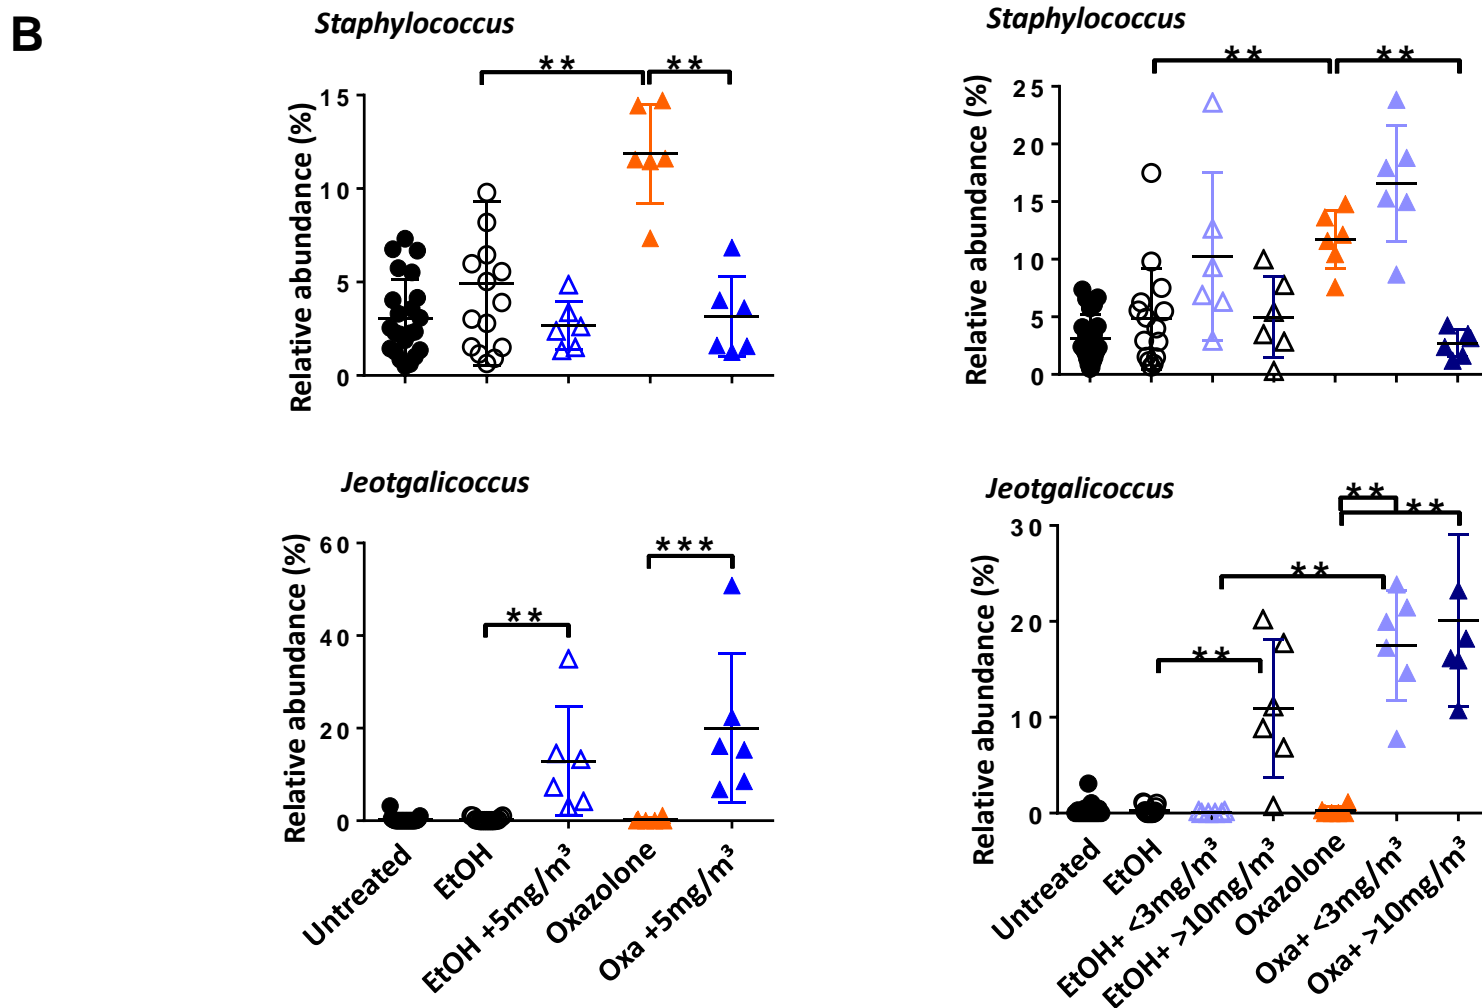 B
Staphylococcus
**
**
Relative abundance (%)
15
10
5
0
Staphylococcus
**
**
Relative abundance (%)
25
20
15
10
5
0
Jeotgalicoccus
**
***
Relative abundance (%)
60
40
20
0
Untreated
EtOH
EtOH +5mg/m³
Oxazolone
Oxa +5mg/m³
Jeotgalicoccus
**
**
**
**
Relative abundance (%)
30
20
10
0
Untreated
EtOH
EtOH+ <3mg/m³
EtOH+ >10mg/m³
Oxazolone
Oxa+ <3mg/m³
Oxa+ >10mg/m³